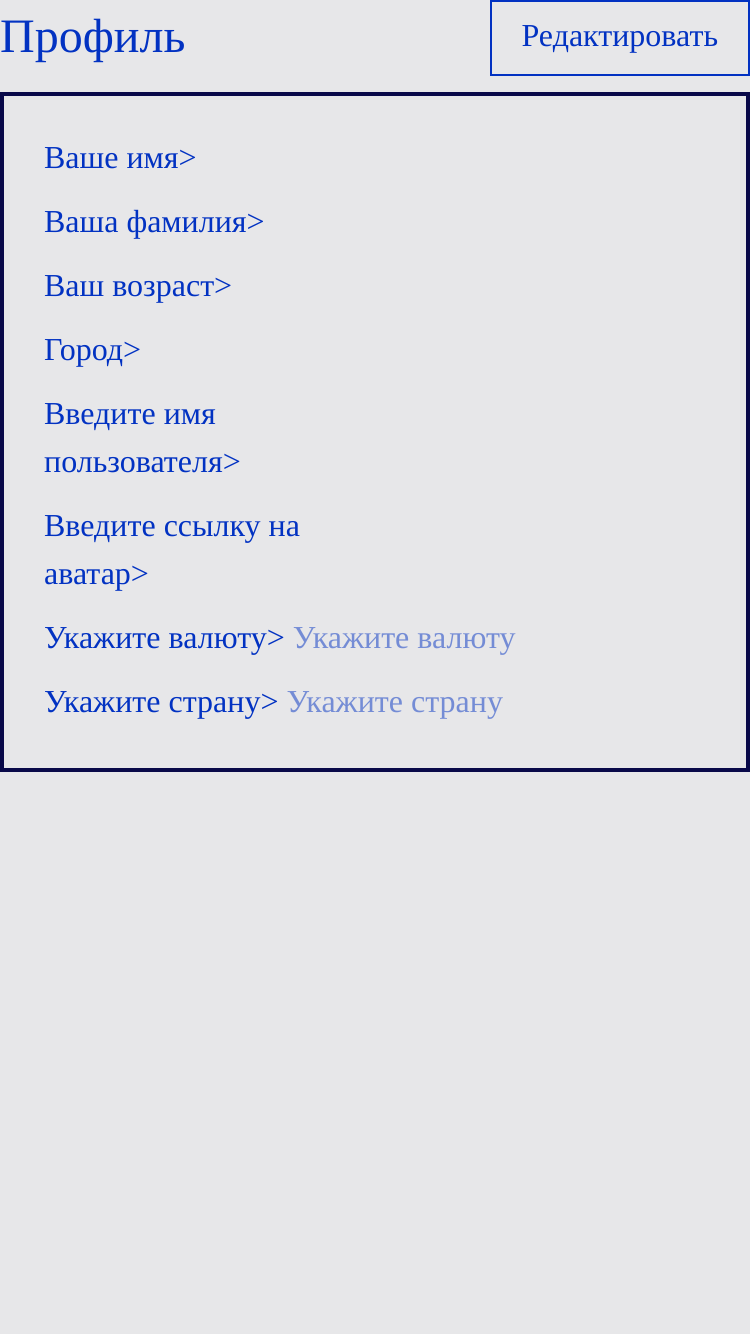 Профиль
Редактировать
Ваше имя>
Ваша фамилия>
Ваш возраст>
Город>
Введите имя
пользователя>
Введите ссылку на
аватар>
Укажите валюту> Укажите валюту
Укажите страну> Укажите страну